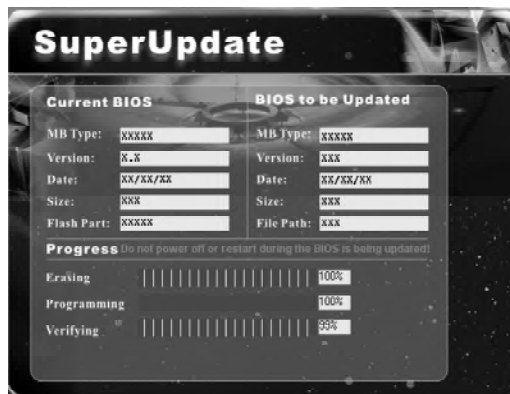 SuperUpdate
Current BIOS
MB Type: XXXXX
Version: X.X
Date: XX/XX/XX
Size: XXX
Flash Part: XXXXX
BIOS to be Updated
MB Type: XXXXX
Version: XXX
Date: XX/XX/XX
Size: XXX
File Path: XXX
Progress Do not power off or restart during the BIOS is being updated!
Erasing 100%
Programming 100%
Verifying 99%